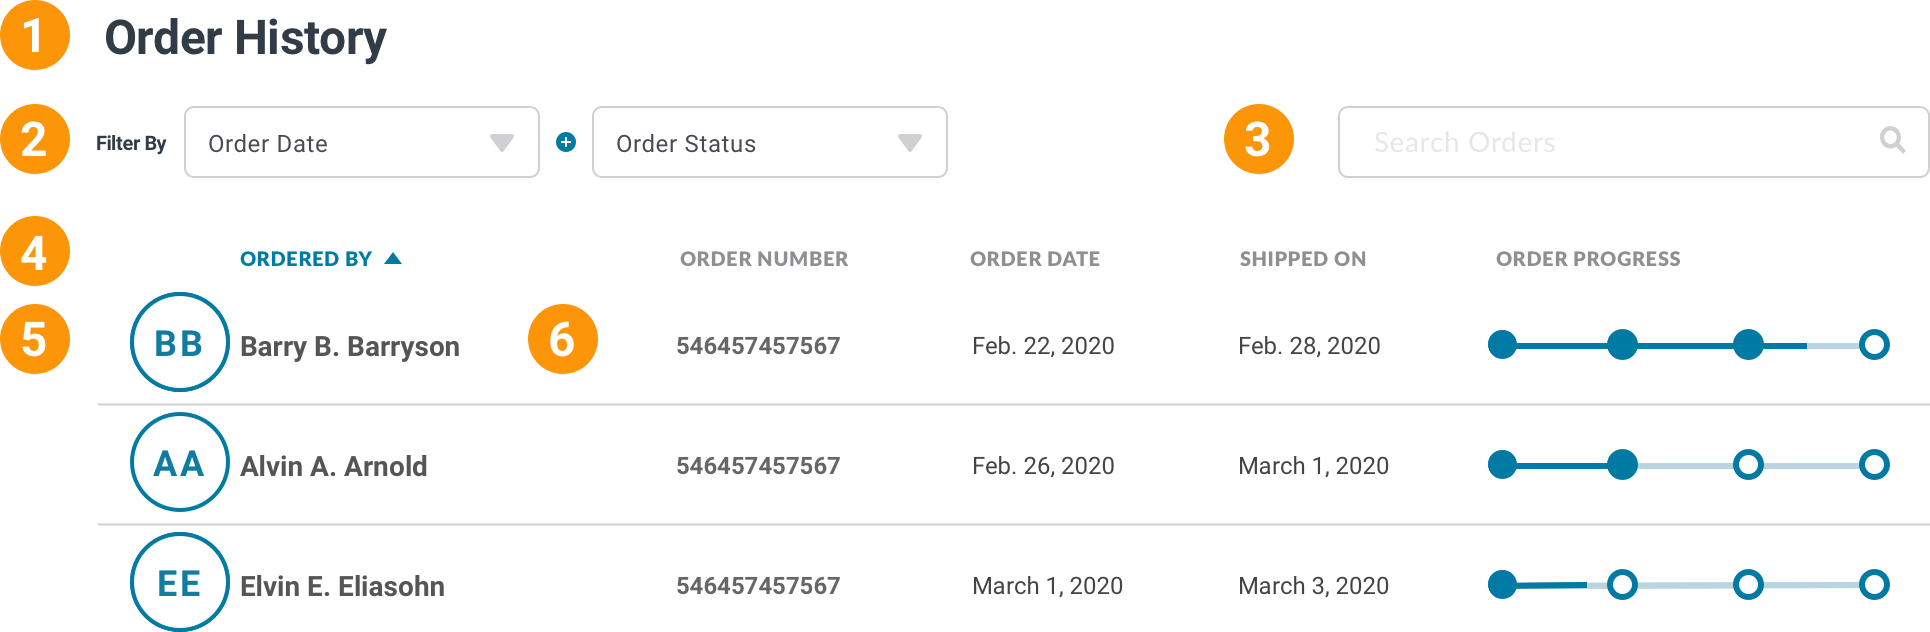 1 Order History
2 Filter By Order Date + Order Status 3 Search Orders
4 ORDERED BY ORDER NUMBER ORDER DATE SHIPPED ON ORDER PROGRESS
5 BB Barry B. Barryson 6 546457457567 Feb. 22, 2020 Feb. 28, 2020
AA Alvin A. Arnold 546457457567 Feb. 26, 2020 March 1, 2020
EE Elvin E. Eliasohn 546457457567 March 1, 2020 March 3, 2020